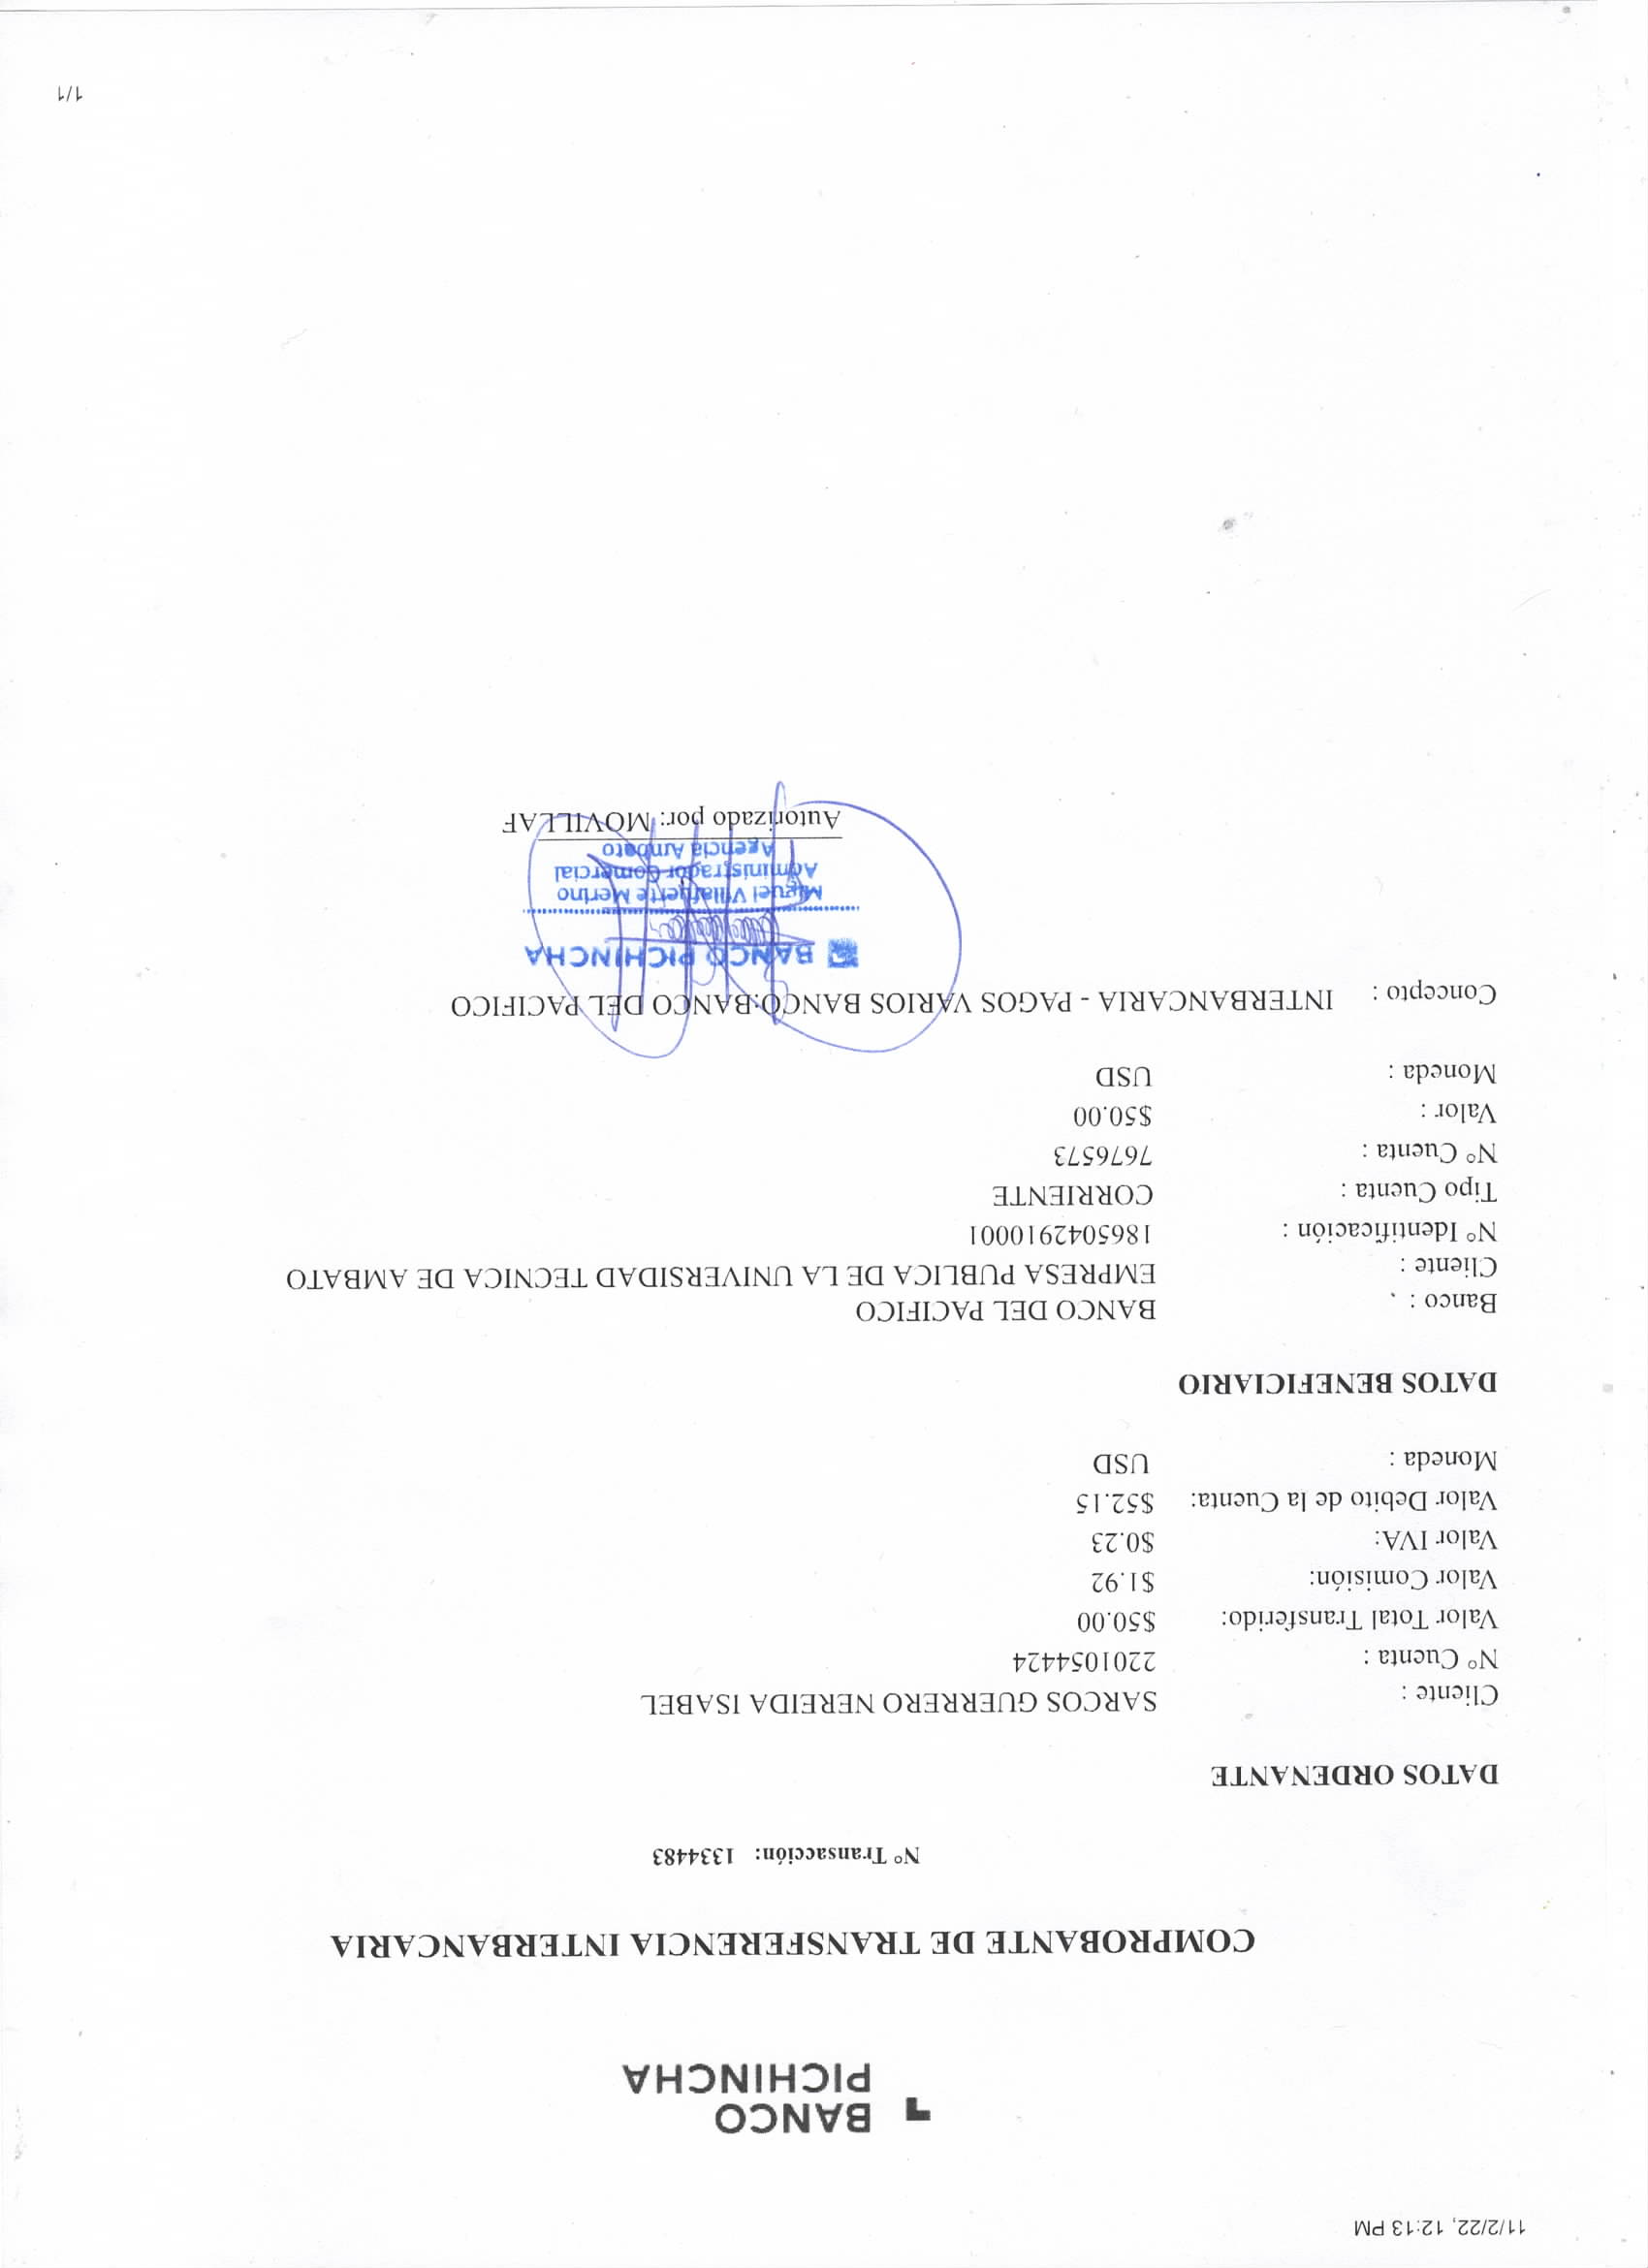 11/2/22, 12:13 PM
BANCO
PICHINCHA
COMPROBANTE DE TRANSFERENCIA INTERBANCARIA
N° Transacción: 1334483
DATOS ORDENANTE
Cliente : SARCOS GUERRERO NEREIDA ISABEL
N° Cuenta : 2201054424
Valor Total Transferido: $50.00
Valor Comisión: $1.92
Valor IVA: $0.23
Valor Debito de la Cuenta: $52.15
Moneda : USD
DATOS BENEFICIARIO
Banco : BANCO DEL PACIFICO
Cliente : EMPRESA PUBLICA DE LA UNIVERSIDAD TECNICA DE AMBATO
N° Identificación : 1865042910001
Tipo Cuenta : CORRIENTE
N° Cuenta : 7676573
Valor : $50.00
Moneda : USD
Concepto : INTERBANCARIA - PAGOS VARIOS BANCO:BANCO DEL PACIFICO
BANCO PICHINCHA
Miguel Villafuerte Merino
Administrador Comercial
Agencia Ambato
Autorizado por: MOVILLAF
1/1